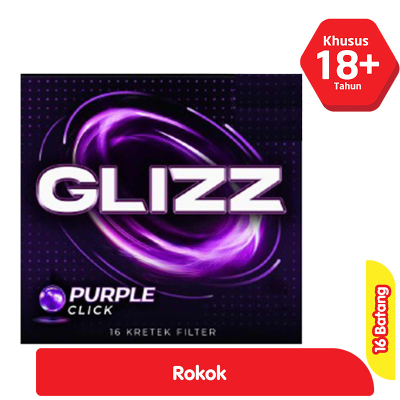 Khusus
18+
Tahun
GLIZZ
PURPLE
CLICK
16 KRETEK FILTER
16 Batang
Rokok